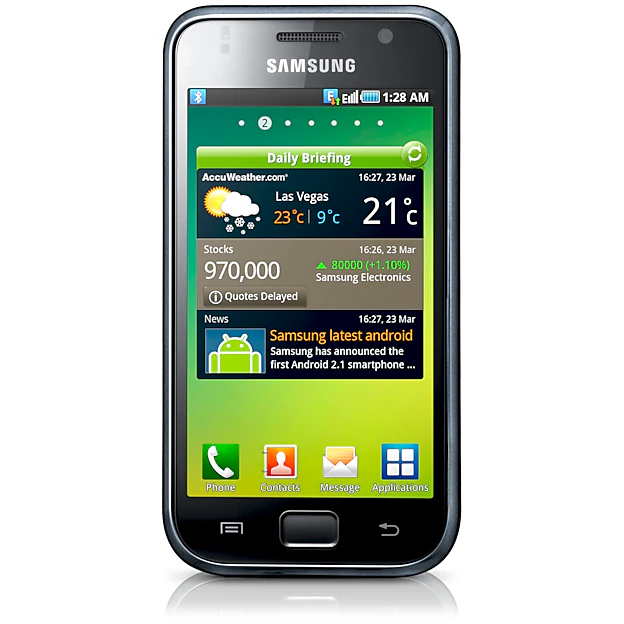 SAMSUNG
E 1:28 AM
2
Daily Briefing
AccuWeather.com® 16:27, 23 Mar
Las Vegas
23°c | 9°c 21°c
Stocks 16:26, 23 Mar
970,000 80000 (+1.10%)
Samsung Electronics
Quotes Delayed
News 16:27, 23 Mar
Samsung latest android
Samsung has announced the
first Android 2.1 smartphone ...
Phone Contacts Message Applications